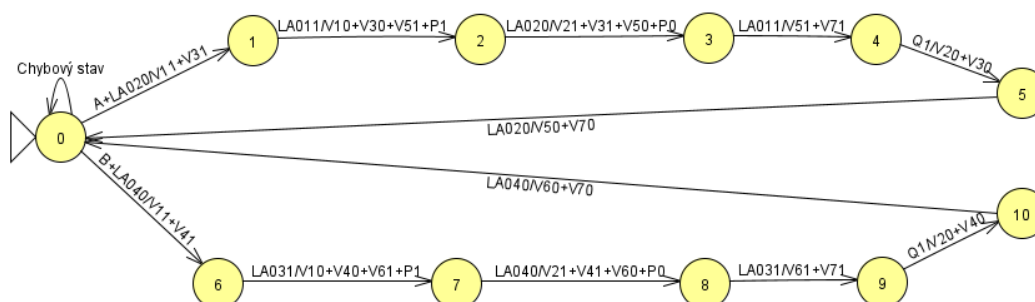 LA011/V10+V30+V51+P1
LA020/V21+V31+V50+P0
LA011/V51+V71
1
2
3
4
Q1/V20+V30
Chybový stav
A+LA020/V11+V31
5
0
LA020/V50+V70
B+LA040/V11+V41
LA040/V60+V70
10
Q1/V20+V40
LA031/V10+V40+V61+P1
LA040/V21+V41+V60+P0
LA031/V61+V71
6
7
8
9